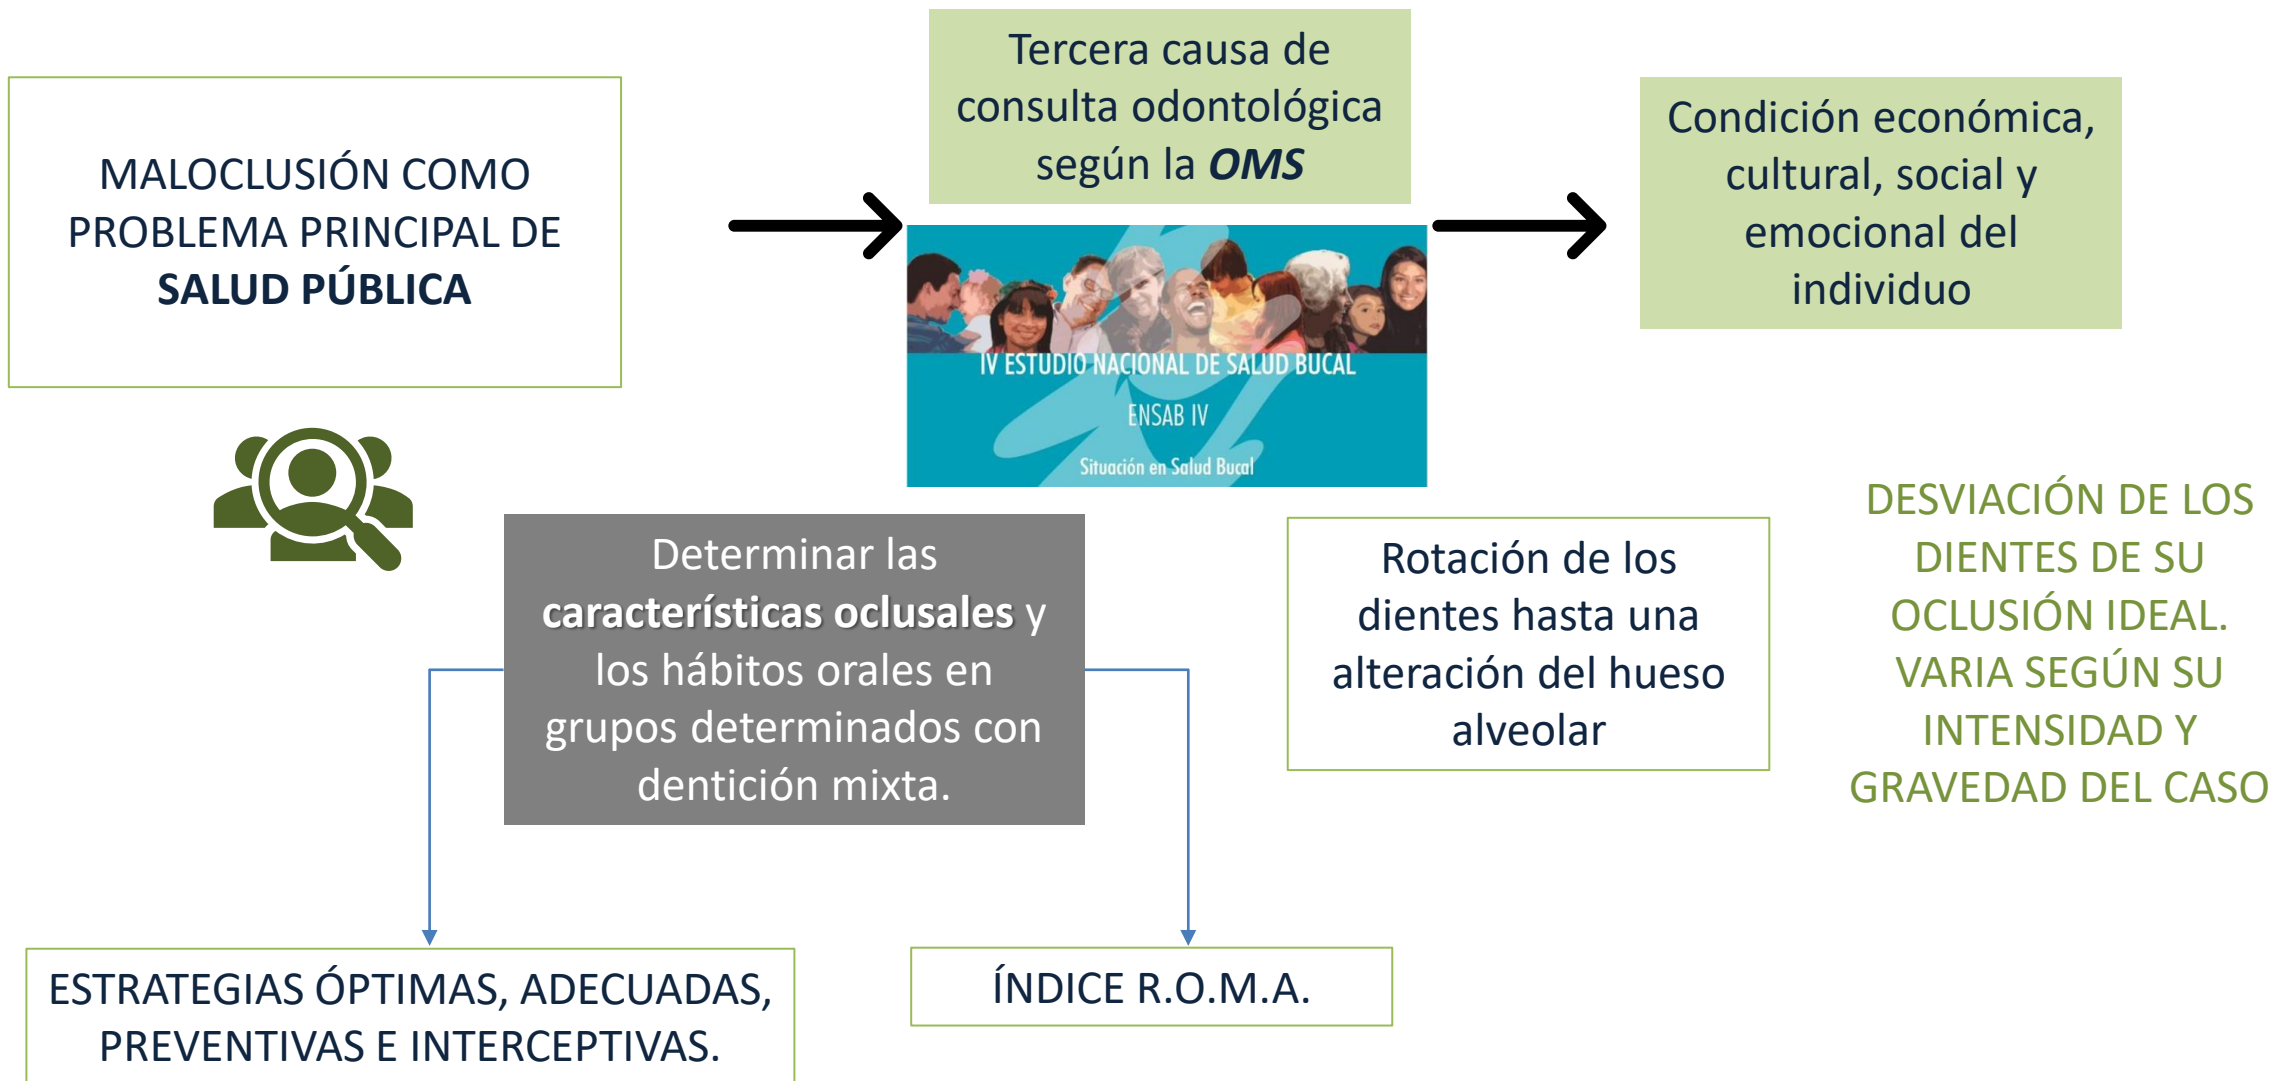 MALOCLUSIÓN COMO
PROBLEMA PRINCIPAL DE
SALUD PÚBLICA
Tercera causa de
consulta odontológica
según la OMS
IV ESTUDIO NACIONAL DE SALUD BUCAL
ENSAB IV
Situación en Salud Bucal
Condición económica,
cultural, social y
emocional del
individuo
Determinar las
características oclusales y
los hábitos orales en
grupos determinados con
dentición mixta.
Rotación de los
dientes hasta una
alteración del hueso
alveolar
DESVIACIÓN DE LOS
DIENTES DE SU
OCLUSIÓN IDEAL.
VARIA SEGÚN SU
INTENSIDAD Y
GRAVEDAD DEL CASO
ESTRATEGIAS ÓPTIMAS, ADECUADAS,
PREVENTIVAS E INTERCEPTIVAS.
ÍNDICE R.O.M.A.